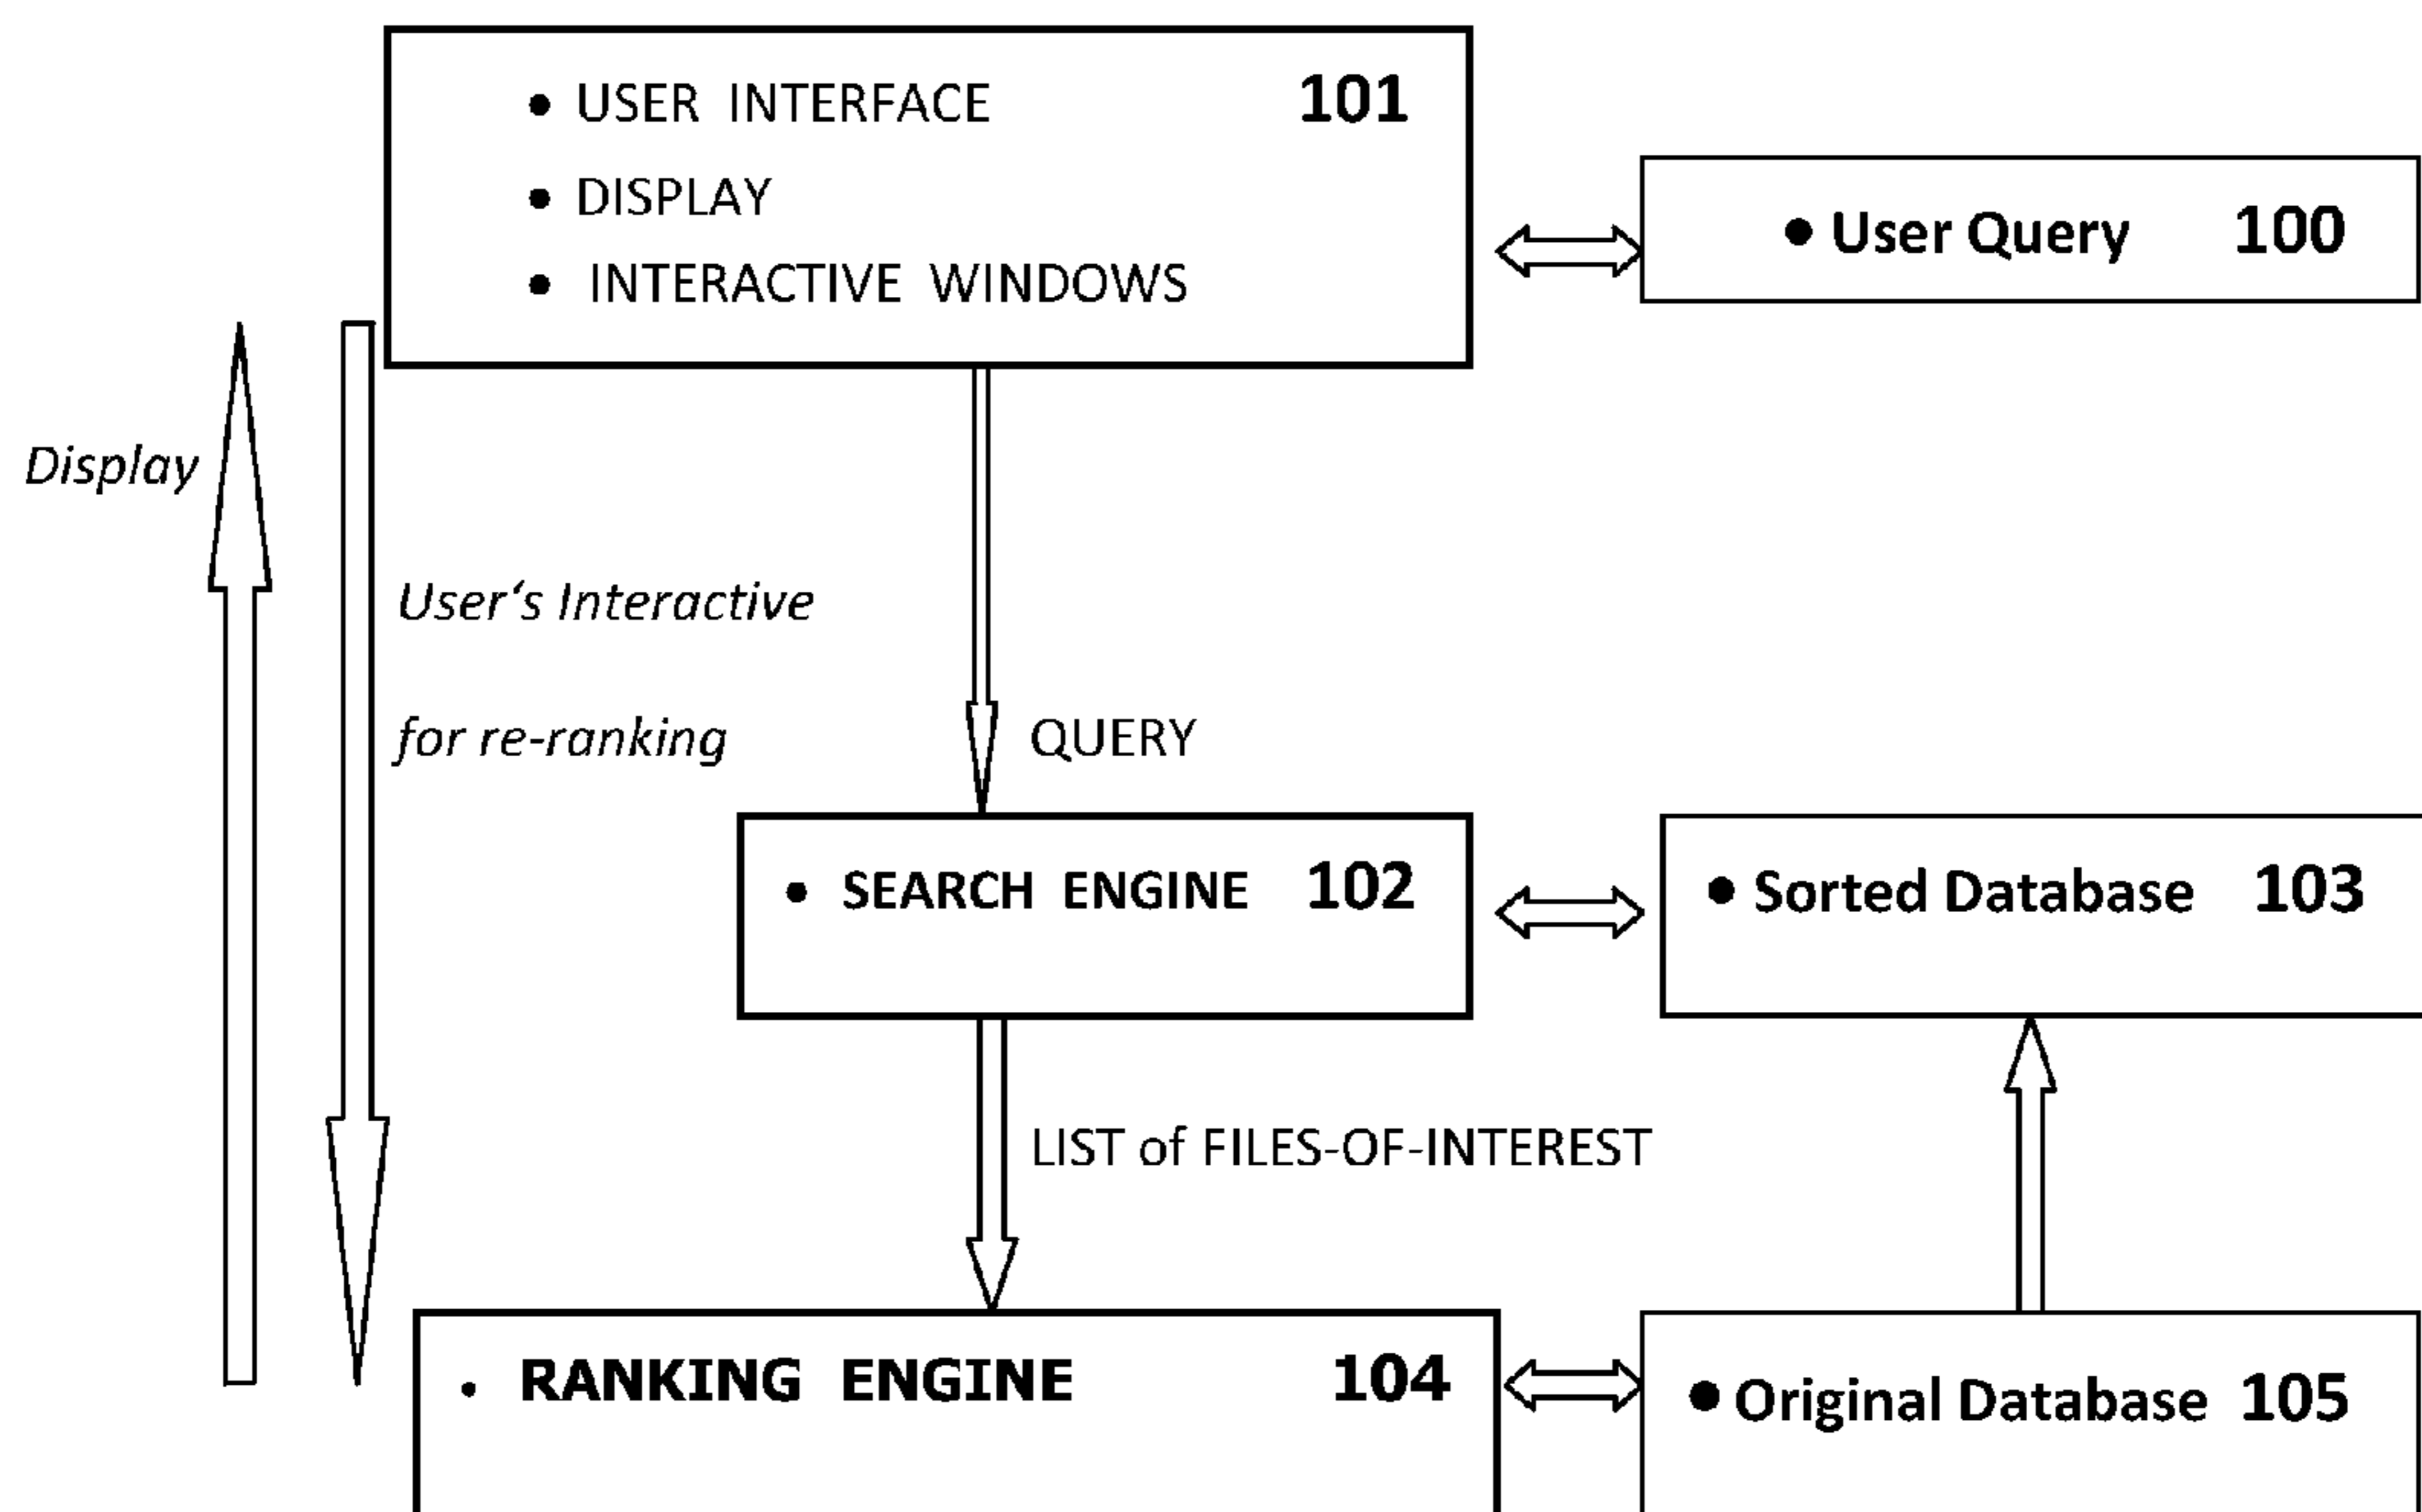 • USER INTERFACE 101
• DISPLAY
• INTERACTIVE WINDOWS
• User Query 100
Display
User‘s Interactive
for re-ranking
QUERY
• SEARCH ENGINE 102
• Sorted Database 103
LIST of FILES-OF-INTEREST
• RANKING ENGINE 104
• Original Database 105